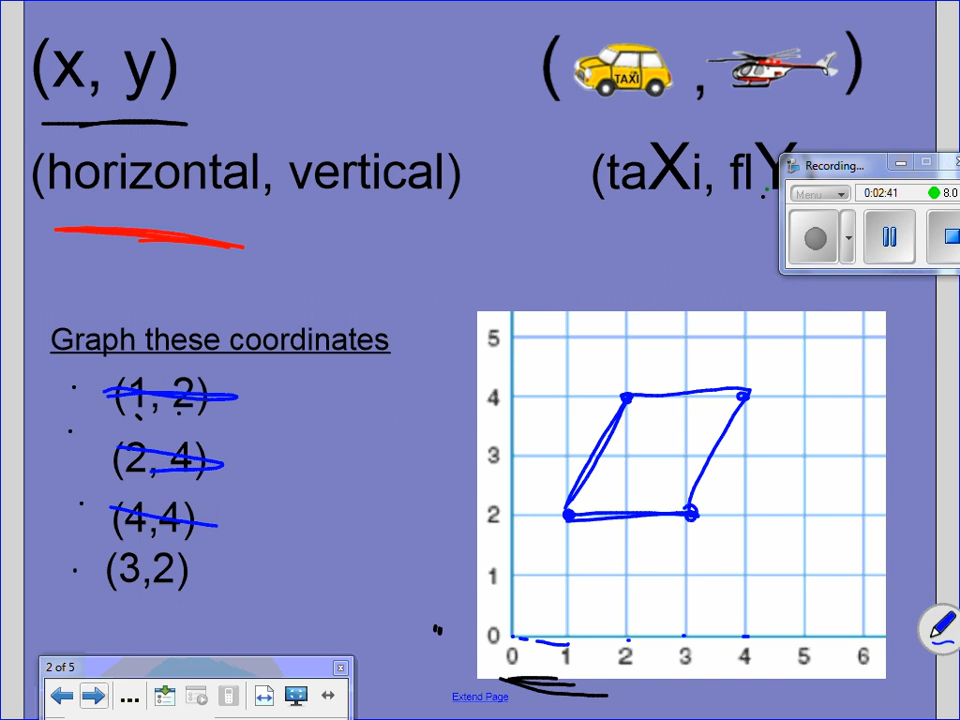 (x, y)
( TAXI , )
(horizontal, vertical)
(taXi, flY
Recording...
Menu
0:02:41
8.0
Graph these coordinates
(1, 2)
(2, 4)
(4,4)
(3,2)
5
4
3
2
1
0
0 1 2 3 4 5 6
2 of 5
...
Extend Page